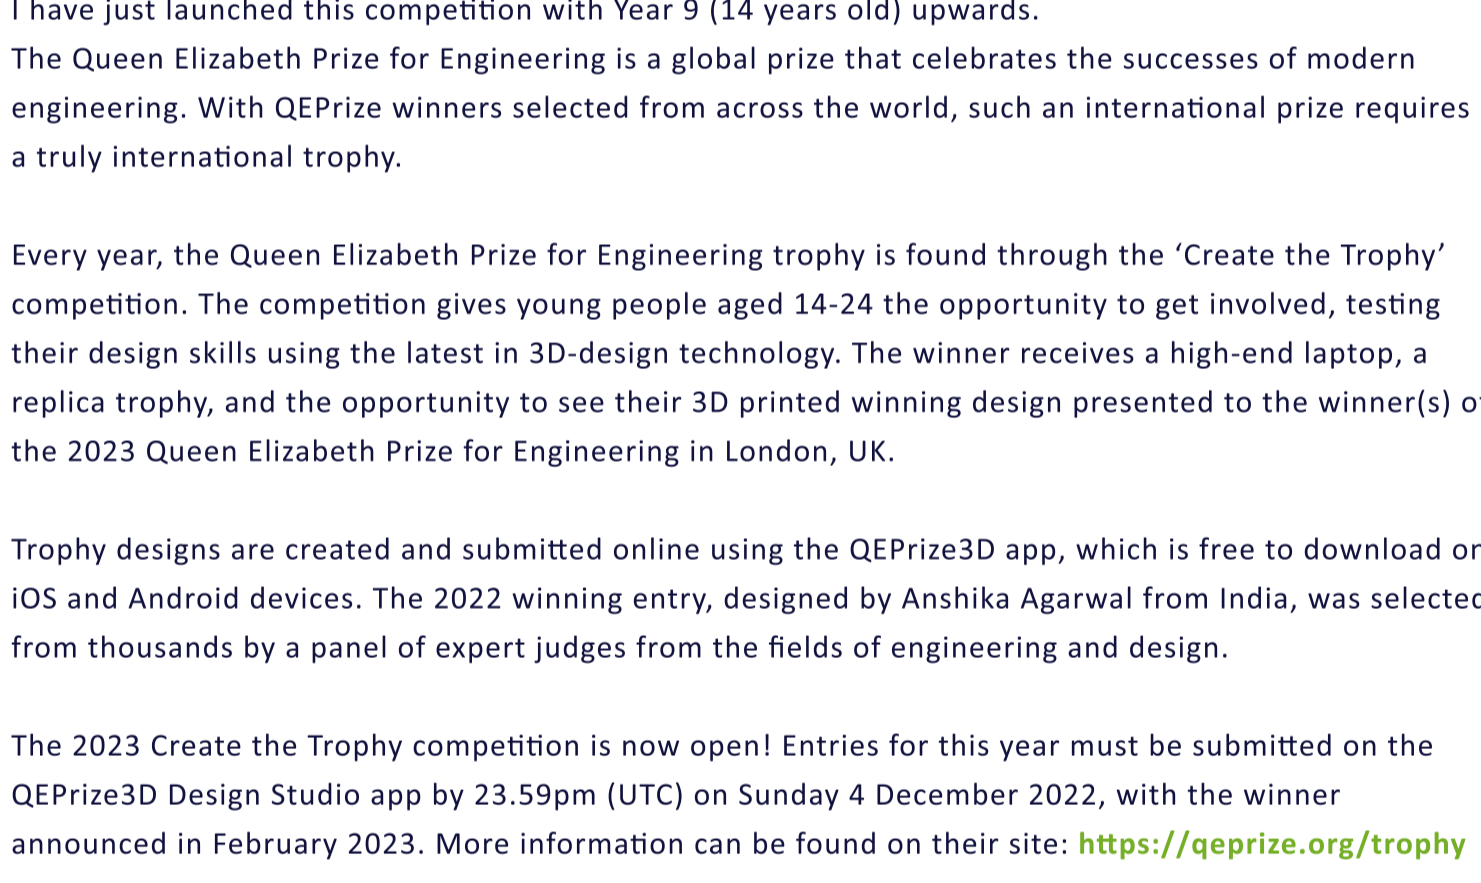 I have just launched this competition with Year 9 (14 years old) upwards.
The Queen Elizabeth Prize for Engineering is a global prize that celebrates the successes of modern
engineering. With QEPrize winners selected from across the world, such an international prize requires
a truly international trophy.
Every year, the Queen Elizabeth Prize for Engineering trophy is found through the ‘Create the Trophy’
competition. The competition gives young people aged 14-24 the opportunity to get involved, testing
their design skills using the latest in 3D-design technology. The winner receives a high-end laptop, a
replica trophy, and the opportunity to see their 3D printed winning design presented to the winner(s) of
the 2023 Queen Elizabeth Prize for Engineering in London, UK.
Trophy designs are created and submitted online using the QEPrize3D app, which is free to download on
iOS and Android devices. The 2022 winning entry, designed by Anshika Agarwal from India, was selected
from thousands by a panel of expert judges from the fields of engineering and design.
The 2023 Create the Trophy competition is now open! Entries for this year must be submitted on the
QEPrize3D Design Studio app by 23.59pm (UTC) on Sunday 4 December 2022, with the winner
announced in February 2023. More information can be found on their site: https://qeprize.org/trophy